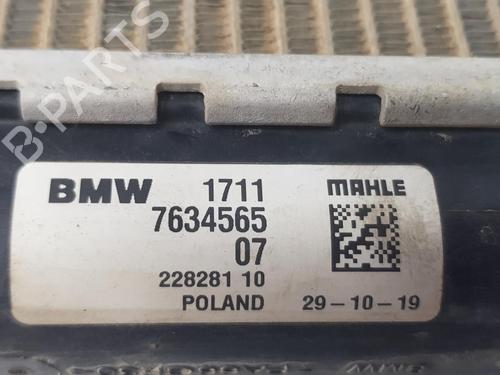 B-PARTS
BMW 1711 MAHLE
7634565
07
228281 10
POLAND 29-10-19